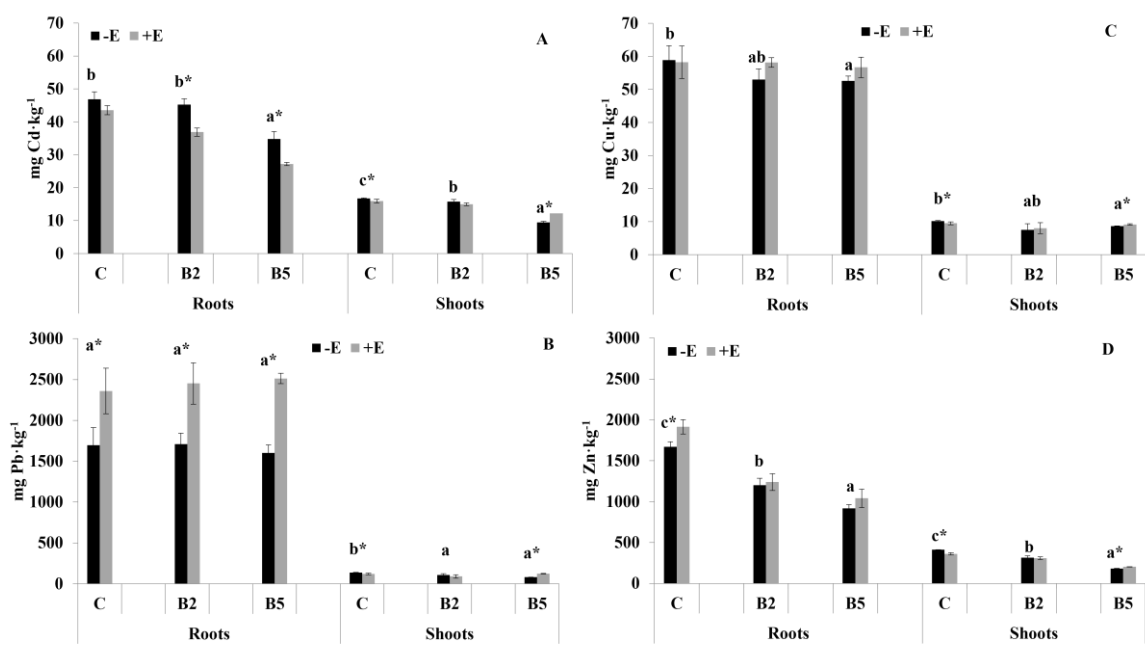 -E +E
A
mg Cd·kg⁻¹
70
60
50
40
30
20
10
0
b b* a* c* b a*
C B2 B5 C B2 B5
Roots Shoots
-E +E
C
mg Cu·kg⁻¹
70
60
50
40
30
20
10
0
b ab a b* ab a*
C B2 B5 C B2 B5
Roots Shoots
-E +E
B
mg Pb·kg⁻¹
3000
2500
2000
1500
1000
500
0
a* a* a* b* a a*
C B2 B5 C B2 B5
Roots Shoots
-E +E
D
mg Zn·kg⁻¹
3000
2500
2000
1500
1000
500
0
c* b a c* b a*
C B2 B5 C B2 B5
Roots Shoots